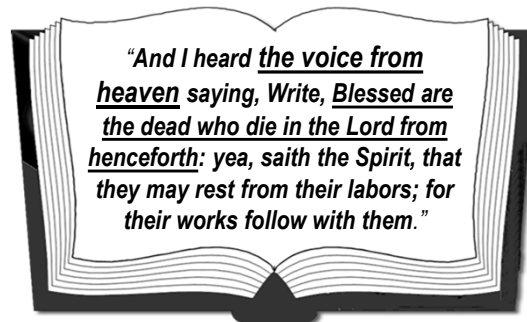 “And I heard the voice from
heaven saying, Write, Blessed are
the dead who die in the Lord from
henceforth: yea, saith the Spirit, that
they may rest from their labors; for
their works follow with them.”